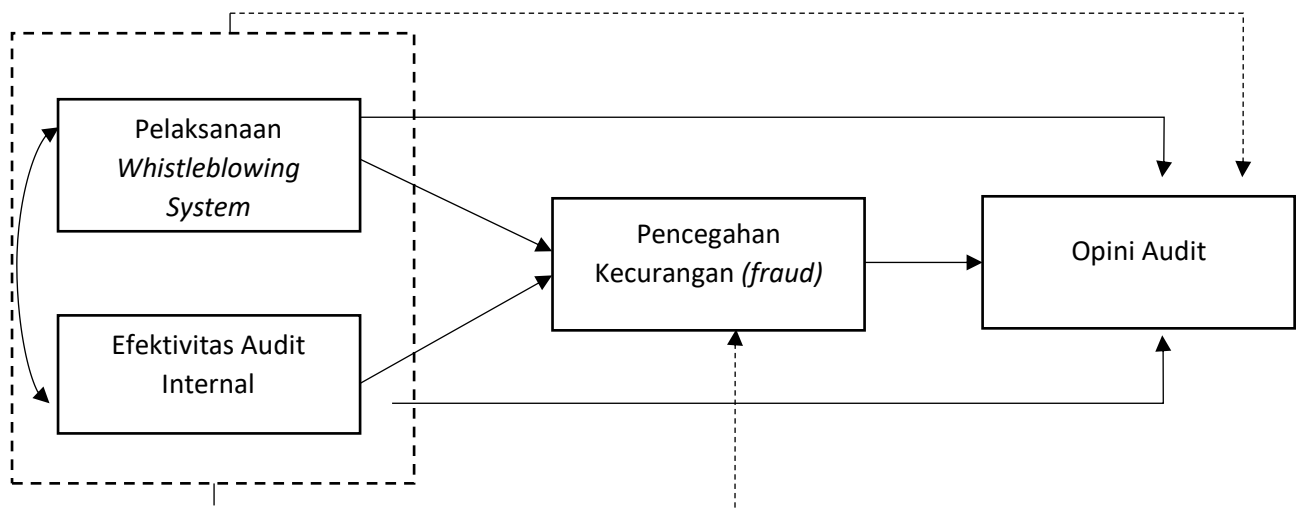 Pelaksanaan
Whistleblowing
System
Pencegahan
Kecurangan (fraud)
Opini Audit
Efektivitas Audit
Internal